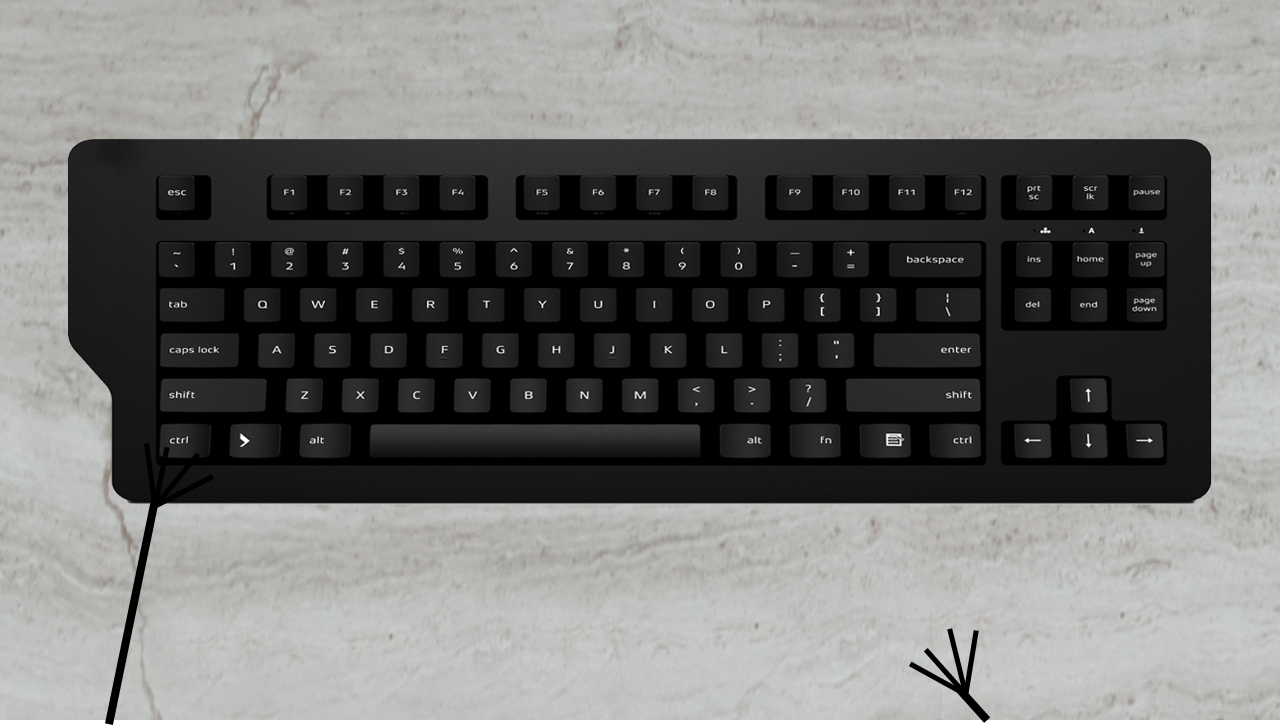 esc F1 F2 F3 F4 F5 F6 F7 F8 F9 F10 F11 F12 prt sc scr lk pause
A
~ ` ! 1 @ 2 # 3 $ 4 % 5 ^ 6 & 7 * 8 ( 9 ) 0 — - + = backspace ins home page up
tab Q W E R T Y U I O P { [ } ] ¦ \ del end page down
caps lock A S D F G H J K L : ; " ' enter
shift Z X C V B N M < , > . ? / shift ↑
ctrl alt alt fn ctrl ← ↓ →